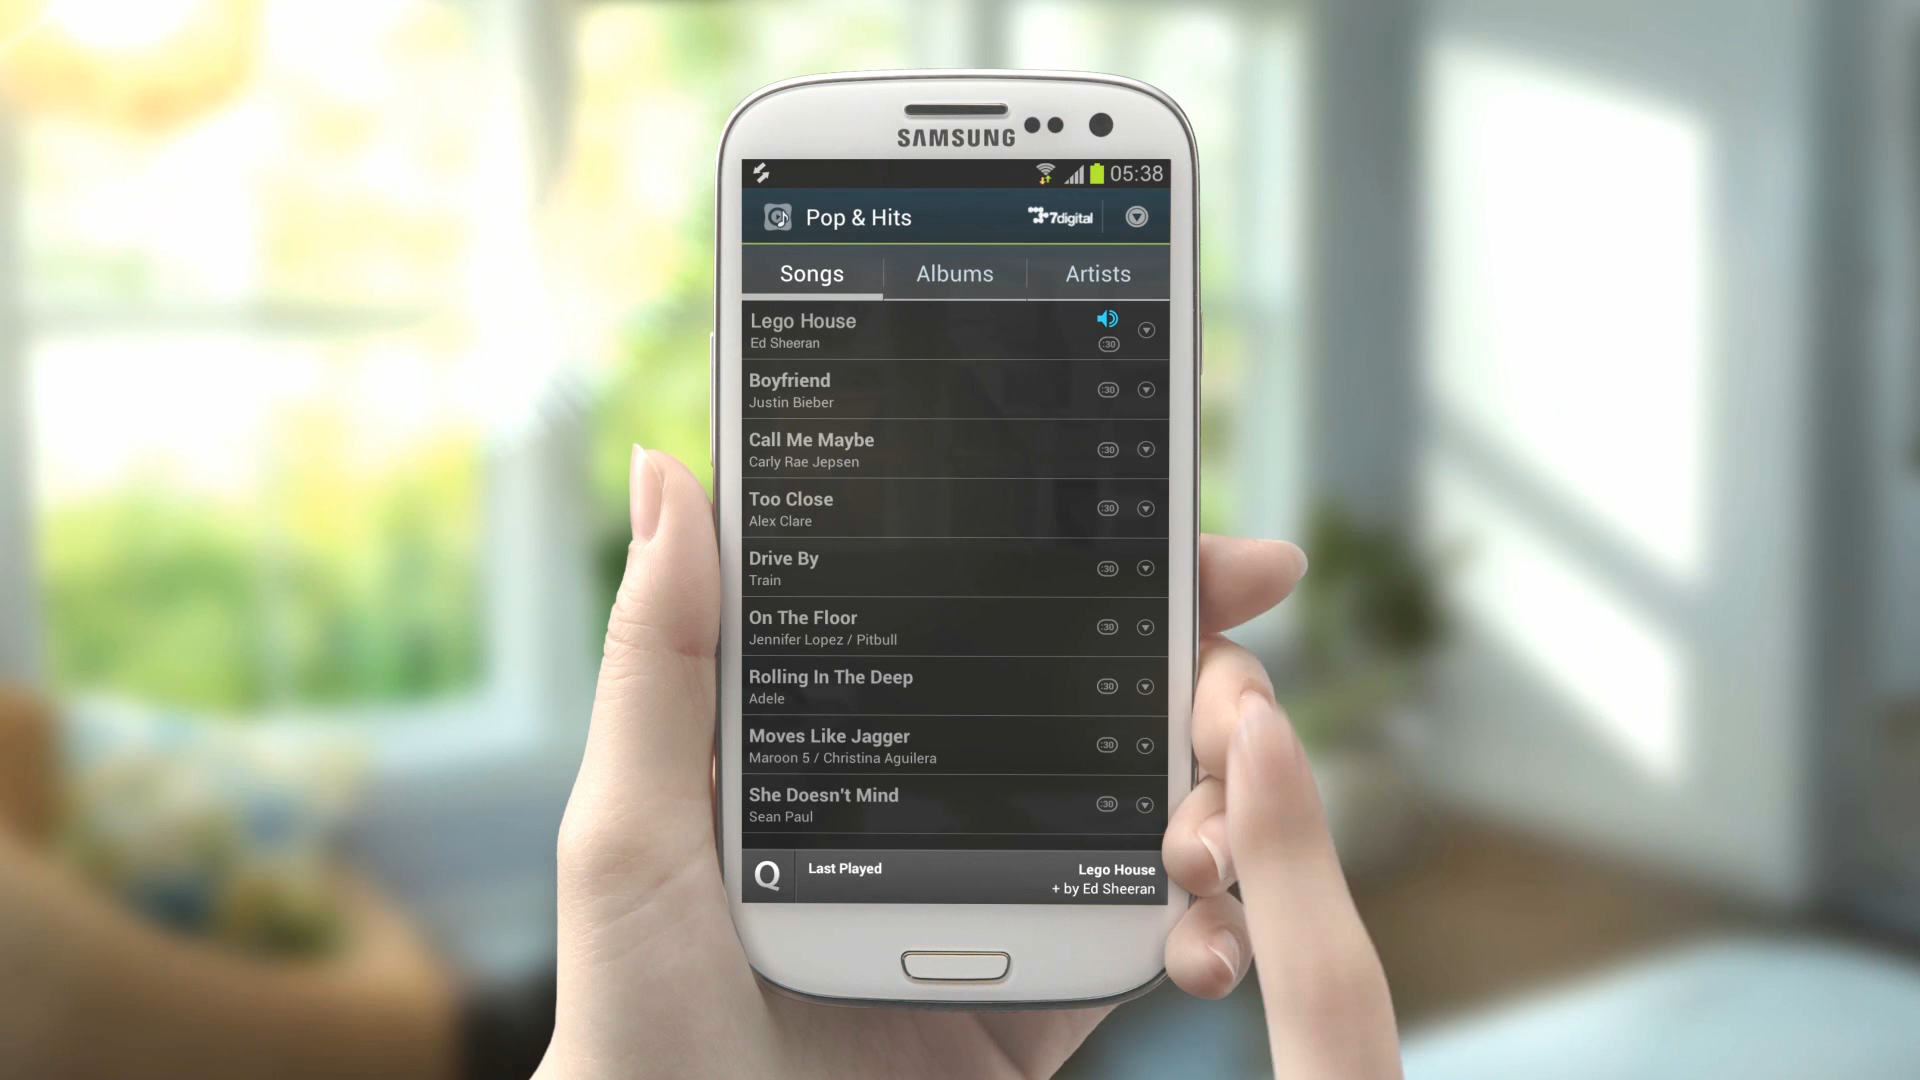 SAMSUNG
05:38
Pop & Hits
7digital
Songs
Albums
Artists
Lego House
Ed Sheeran
:30
Boyfriend
Justin Bieber
:30
Call Me Maybe
Carly Rae Jepsen
:30
Too Close
Alex Clare
:30
Drive By
Train
:30
On The Floor
Jennifer Lopez / Pitbull
:30
Rolling In The Deep
Adele
:30
Moves Like Jagger
Maroon 5 / Christina Aguilera
:30
She Doesn't Mind
Sean Paul
:30
Q
Last Played
Lego House
+ by Ed Sheeran